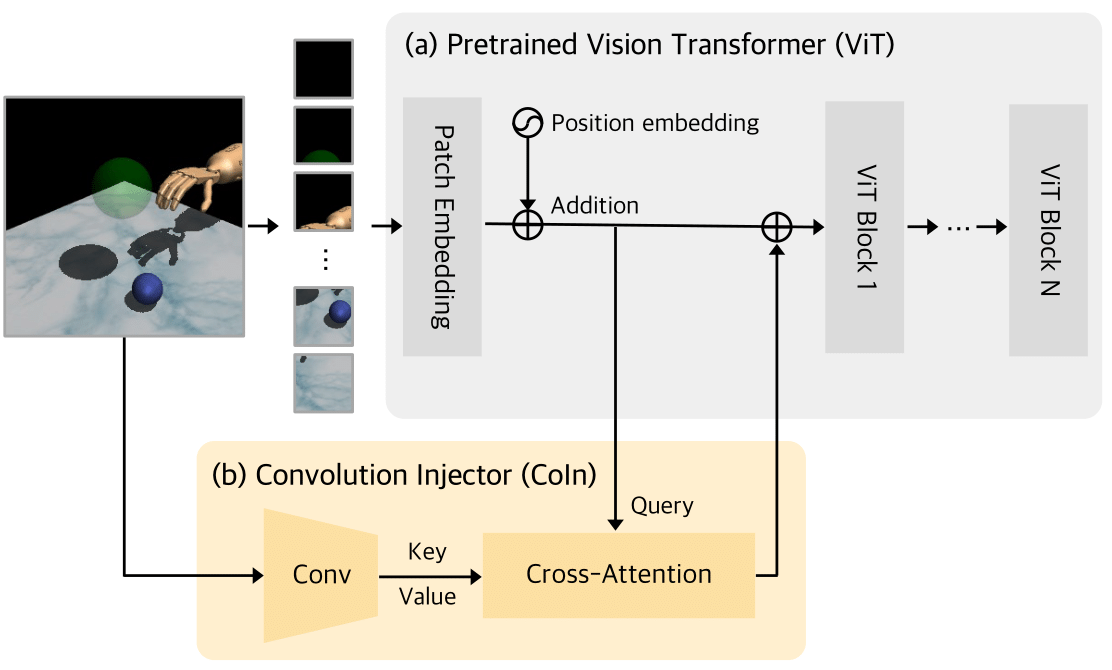 (a) Pretrained Vision Transformer (ViT)
Patch Embedding
Position embedding
Addition
ViT Block 1
...
ViT Block N
⋮
(b) Convolution Injector (CoIn)
Query
Conv
Key
Value
Cross-Attention